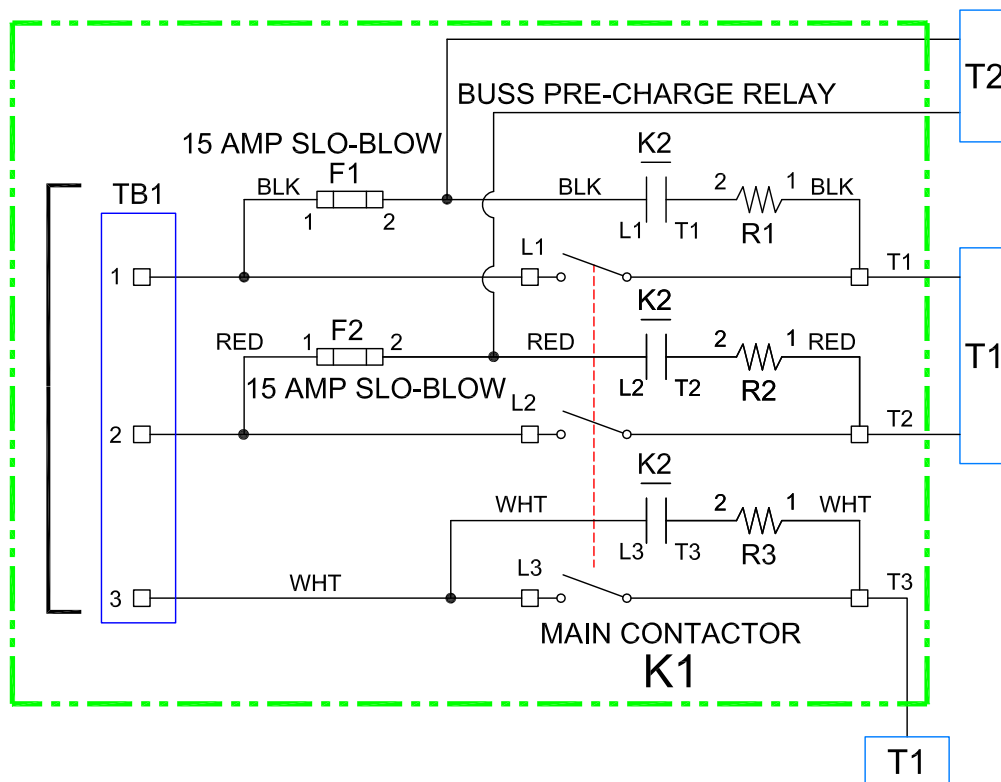 T2
BUSS PRE-CHARGE RELAY
15 AMP SLO-BLOW
F1
K2
TB1
BLK
1
2
BLK
L1
T1
2
1
R1
BLK
1
L1
T1
K2
RED
1
F2
2
RED
L2
T2
2
1
R2
RED
T1
15 AMP SLO-BLOW
2
L2
T2
K2
WHT
L3
T3
2
1
R3
WHT
3
WHT
L3
T3
MAIN CONTACTOR
K1
T1